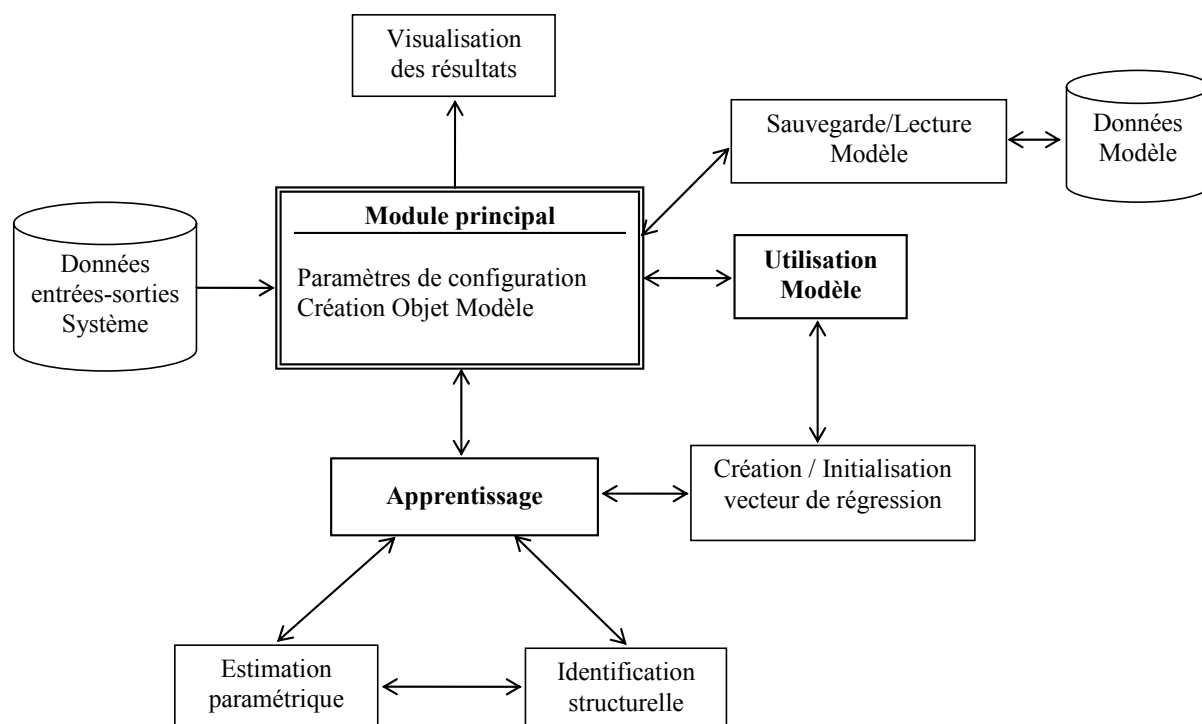 Visualisation
des résultats
Sauvegarde/Lecture
Modèle
Données
Modèle
Module principal
Paramètres de configuration
Création Objet Modèle
Données
entrées-sorties
Système
Utilisation
Modèle
Apprentissage
Création / Initialisation
vecteur de régression
Estimation
paramétrique
Identification
structurelle